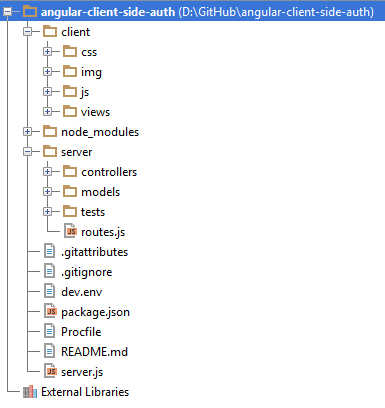 angular-client-side-auth (D:\GitHub\angular-client-side-auth)
client
css
img
js
views
node_modules
server
controllers
models
tests
routes.js
.gitattributes
.gitignore
dev.env
package.json
Procfile
README.md
server.js
External Libraries